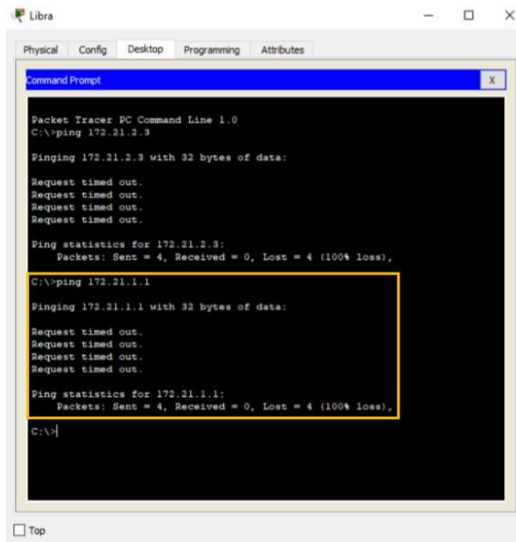 Libra
Physical Config Desktop Programming Attributes
Command Prompt
X
Packet Tracer PC Command Line 1.0
C:\>ping 172.21.2.3
Pinging 172.21.2.3 with 32 bytes of data:
Request timed out.
Request timed out.
Request timed out.
Request timed out.
Ping statistics for 172.21.2.3:
Packets: Sent = 4, Received = 0, Lost = 4 (100% loss),
C:\>ping 172.21.1.1
Pinging 172.21.1.1 with 32 bytes of data:
Request timed out.
Request timed out.
Request timed out.
Request timed out.
Ping statistics for 172.21.1.1:
Packets: Sent = 4, Received = 0, Lost = 4 (100% loss),
C:\>
Top